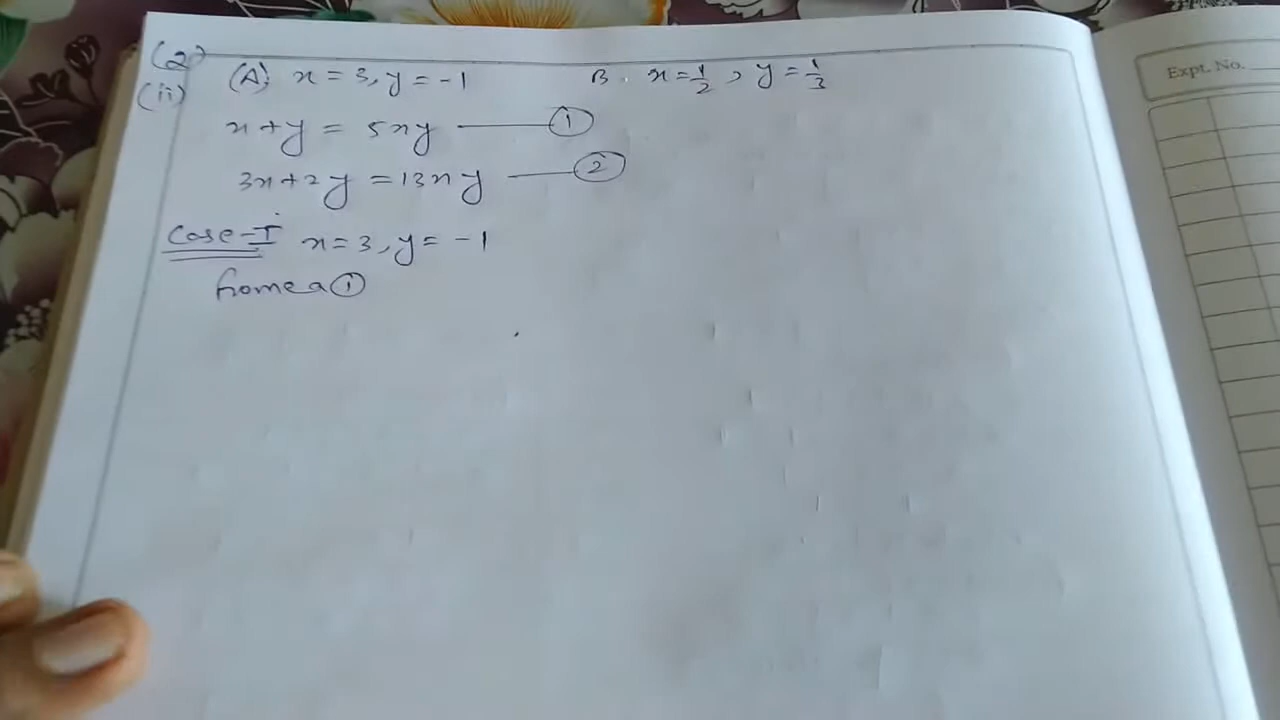 (2)
(ii) (A) x = 3, y = -1 B. x = 1/2, y = 1/3
x + y = 5xy ——— ①
3x + 2y = 13xy ——— ②
Case-I x = 3, y = -1
from ea ①
Expt. No.